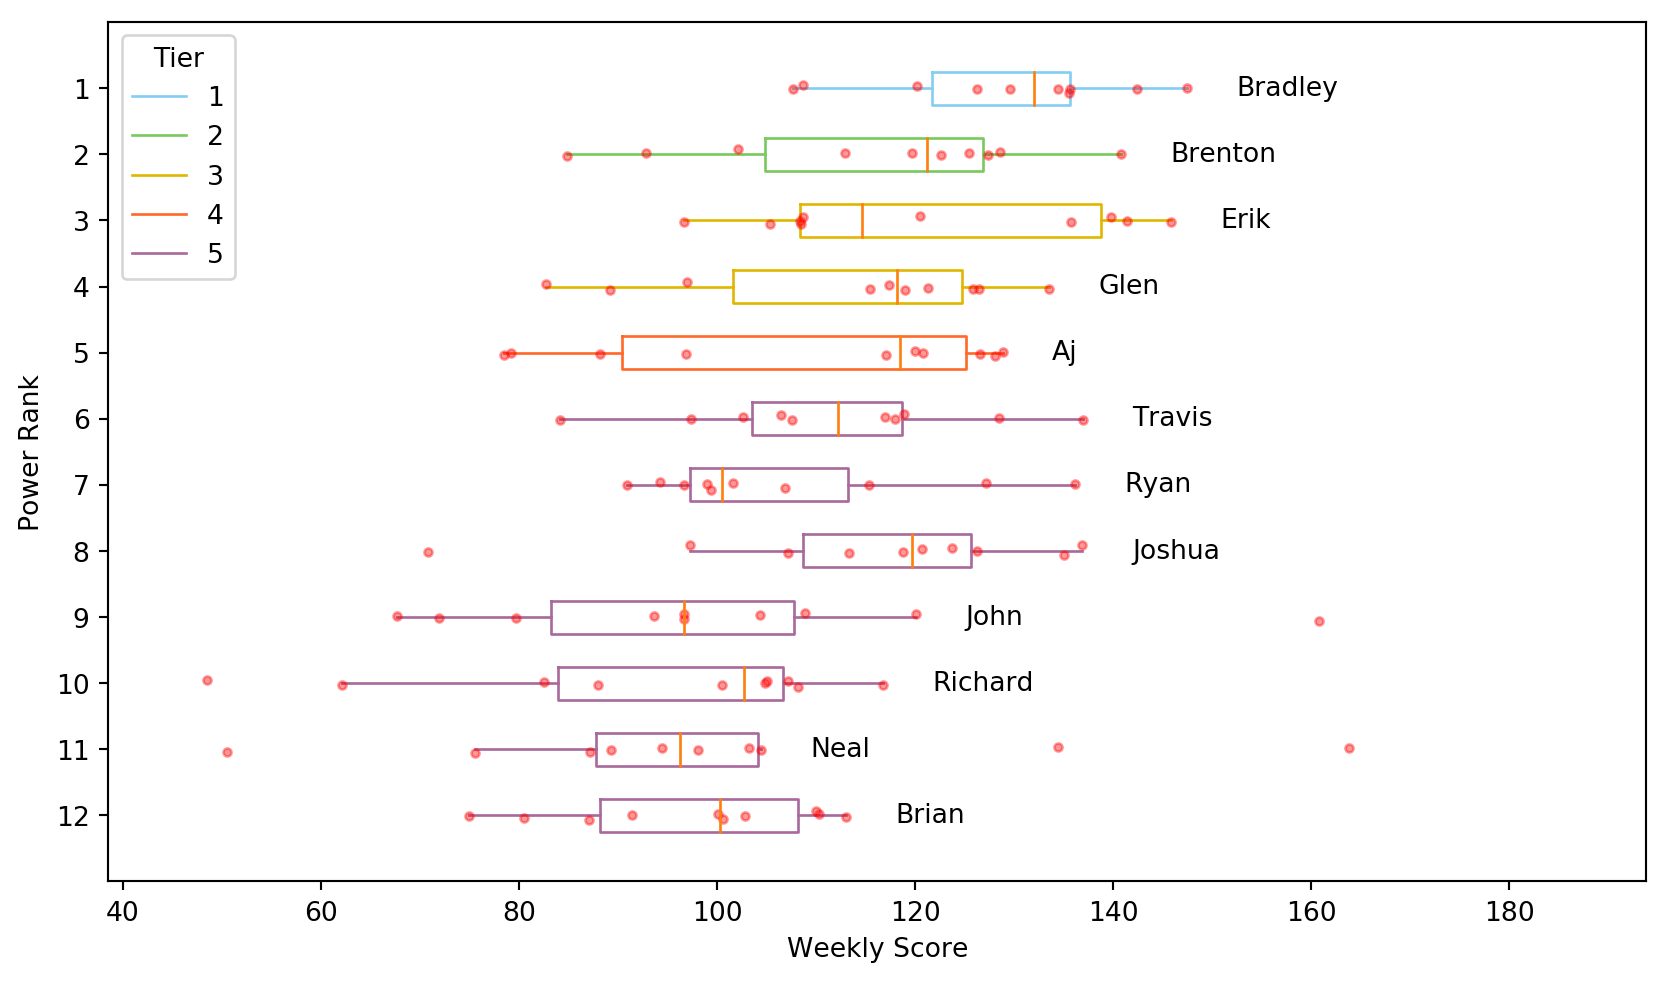 Tier
1
2
3
4
5
Power Rank
1 Bradley
2 Brenton
3 Erik
4 Glen
5 Aj
6 Travis
7 Ryan
8 Joshua
9 John
10 Richard
11 Neal
12 Brian
40 60 80 100 120 140 160 180
Weekly Score